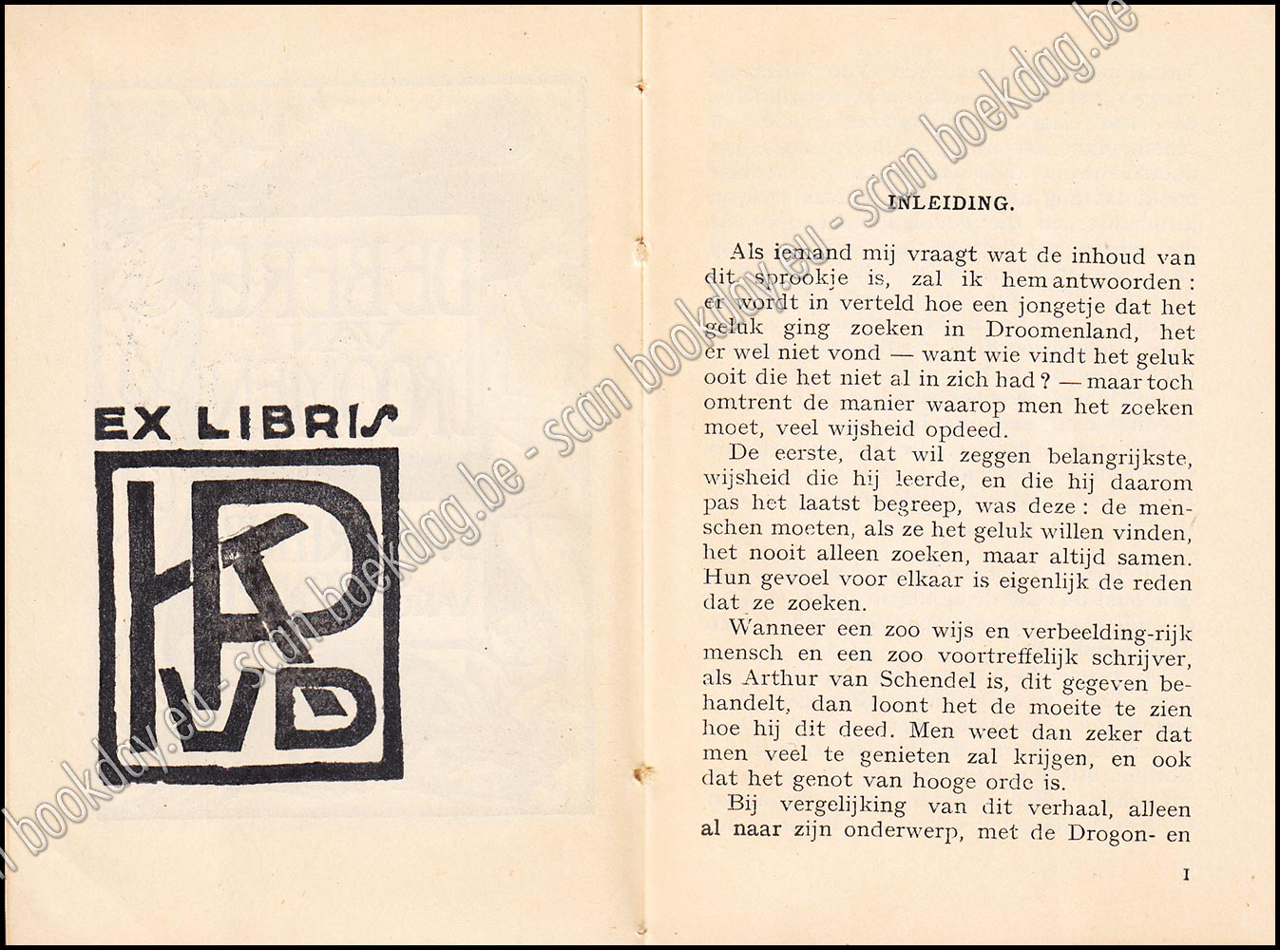 EX LIBRIS
VD
INLEIDING.
Als iemand mij vraagt wat de inhoud van
dit sprookje is, zal ik hem antwoorden :
er wordt in verteld hoe een jongetje dat het
geluk ging zoeken in Droomenland, het
er wel niet vond — want wie vindt het geluk
ooit die het niet al in zich had ? — maar toch
omtrent de manier waarop men het zoeken
moet, veel wijsheid opdeed.
De eerste, dat wil zeggen belangrijkste,
wijsheid die hij leerde, en die hij daarom
pas het laatst begreep, was deze : de men-
schen moeten, als ze het geluk willen vinden,
het nooit alleen zoeken, maar altijd samen.
Hun gevoel voor elkaar is eigenlijk de reden
dat ze zoeken.
Wanneer een zoo wijs en verbeelding-rijk
mensch en een zoo voortreffelijk schrijver,
als Arthur van Schendel is, dit gegeven be-
handelt, dan loont het de moeite te zien
hoe hij dit deed. Men weet dan zeker dat
men veel te genieten zal krijgen, en ook
dat het genot van hooge orde is.
Bij vergelijking van dit verhaal, alleen
al naar zijn onderwerp, met de Drogon- en
I
bookday.eu - scan boekdag.be - scan bookday.eu - scan boekdag.be